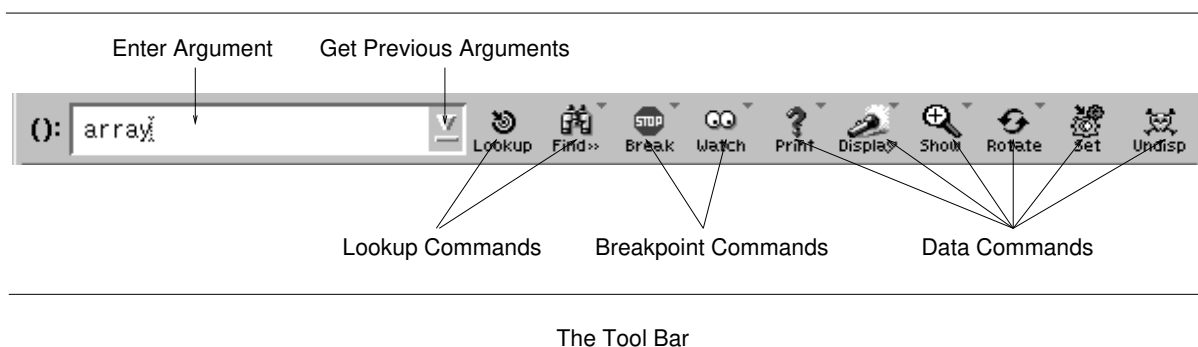 Enter Argument Get Previous Arguments
(): array
Lookup Find>> Break Watch Print Display Show Rotate Set Undisp
STOP
Lookup Commands Breakpoint Commands Data Commands
The Tool Bar